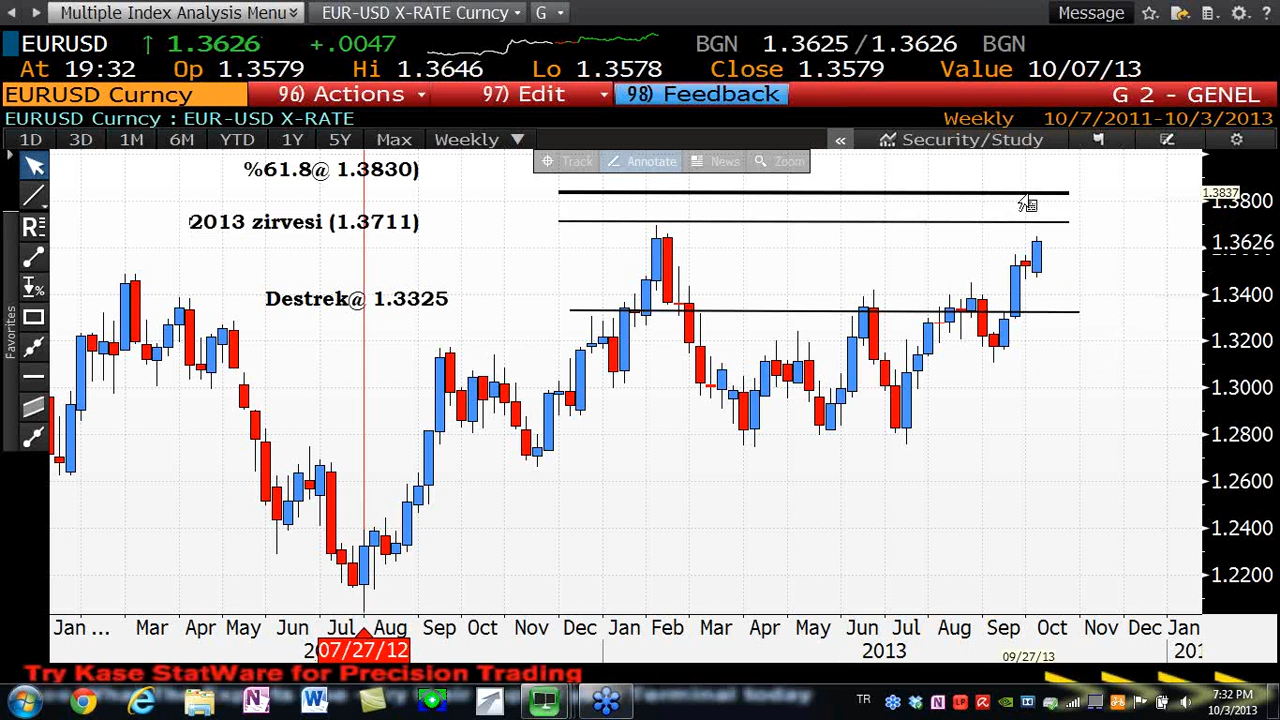 Multiple Index Analysis Menu EUR-USD X-RATE Curncy G Message
EURUSD ↑ 1.3626 +.0047 BGN 1.3625/1.3626 BGN
At 19:32 Op 1.3579 Hi 1.3646 Lo 1.3578 Close 1.3579 Value 10/07/13
EURUSD Curncy 96) Actions 97) Edit 98) Feedback G 2 - GENEL
EURUSD Curncy : EUR-USD X-RATE Weekly 10/7/2011-10/3/2013
1D 3D 1M 6M YTD 1Y 5Y Max Weekly « Security/Study
Track Annotate News Zoom
%61.8@ 1.3830)
1.3837
1.3800
2013 zirvesi (1.3711)
1.3626
Destrek@ 1.3325
1.3400
1.3200
1.3000
1.2800
1.2600
1.2400
1.2200
Favorites
R
%
Jan ... Mar Apr May Jun Jul Aug Sep Oct Nov Dec Jan Feb Mar Apr May Jun Jul Aug Sep Oct Nov Dec Jan
07/27/12 2013 09/27/13
Try Kase StatWare for Precision Trading
TR
7:32 PM
10/3/2013